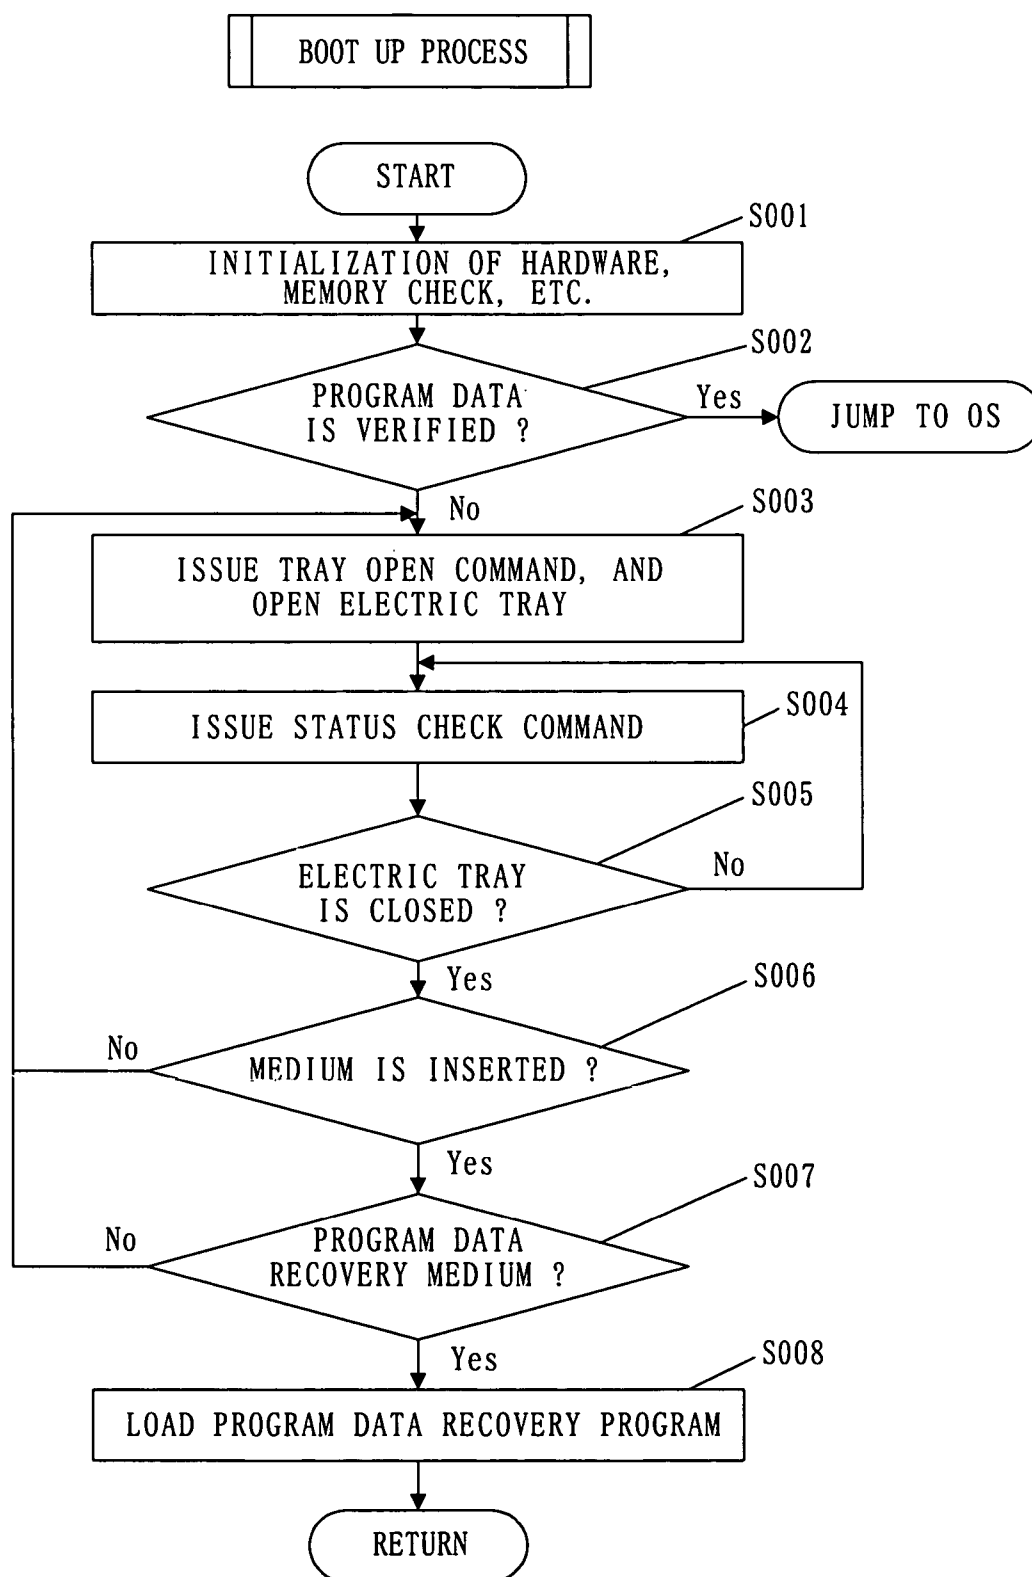 BOOT UP PROCESS
START
S001
INITIALIZATION OF HARDWARE,
MEMORY CHECK, ETC.
S002
PROGRAM DATA
IS VERIFIED ?
Yes
JUMP TO OS
No
S003
ISSUE TRAY OPEN COMMAND, AND
OPEN ELECTRIC TRAY
S004
ISSUE STATUS CHECK COMMAND
S005
ELECTRIC TRAY
IS CLOSED ?
No
Yes
S006
No
MEDIUM IS INSERTED ?
Yes
S007
No
PROGRAM DATA
RECOVERY MEDIUM ?
Yes
S008
LOAD PROGRAM DATA RECOVERY PROGRAM
RETURN